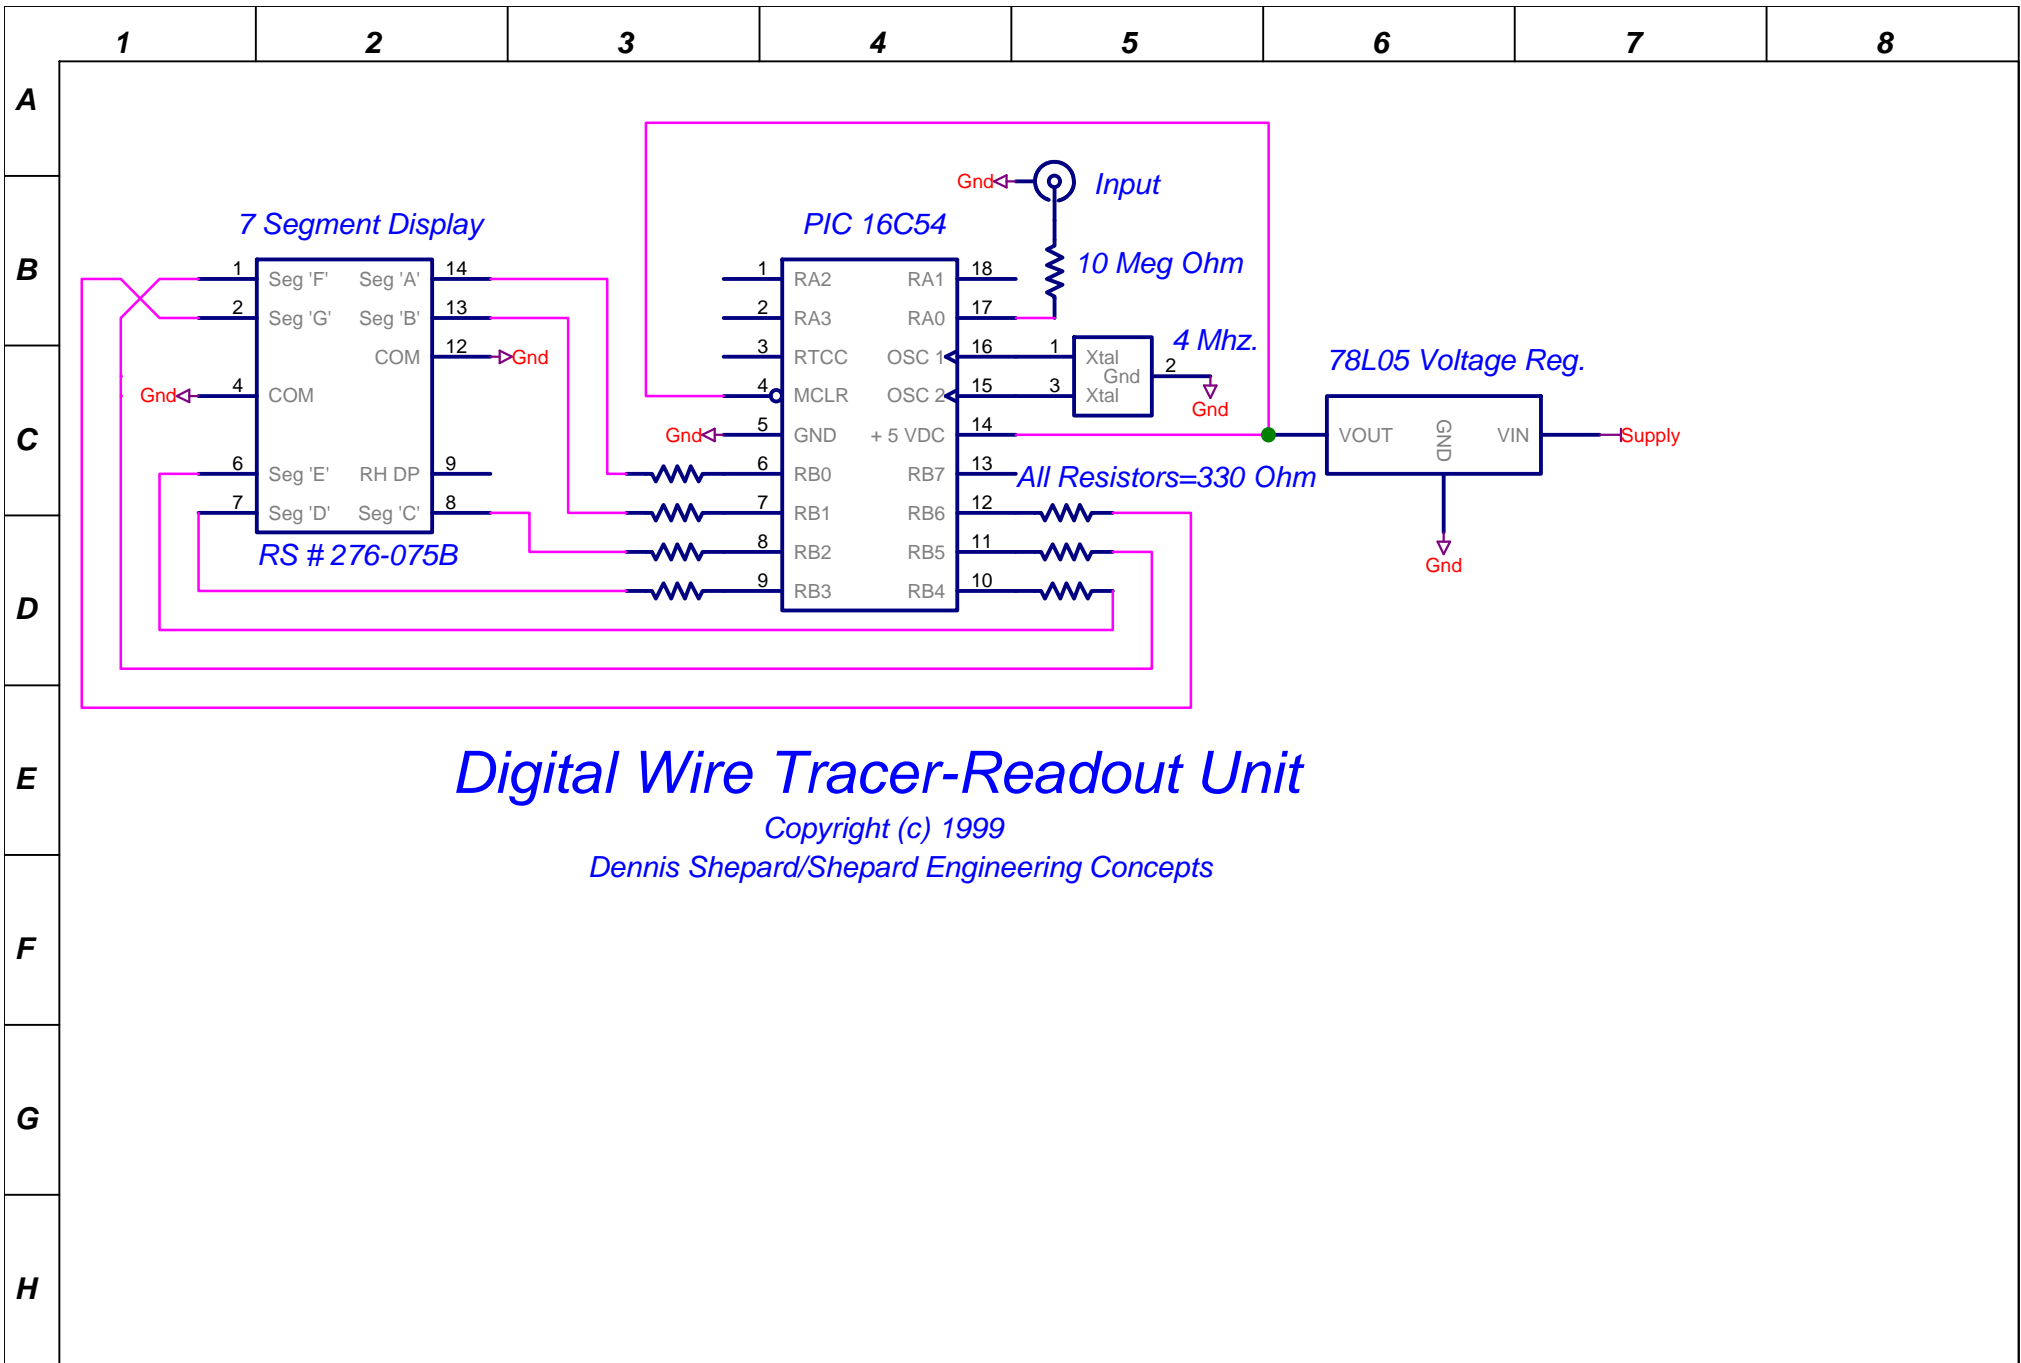 1 2 3 4 5 6 7 8
A
B
C
D
E
F
G
H
7 Segment Display
1 Seg 'F' Seg 'A' 14
2 Seg 'G' Seg 'B' 13
COM 12 Gnd
Gnd 4 COM
6 Seg 'E' RH DP 9
7 Seg 'D' Seg 'C' 8
RS # 276-075B
PIC 16C54
1 RA2 RA1 18
2 RA3 RA0 17
3 RTCC OSC 1 16
4 MCLR OSC 2 15
Gnd 5 GND + 5 VDC 14
6 RB0 RB7 13
7 RB1 RB6 12
8 RB2 RB5 11
9 RB3 RB4 10
Gnd Input
10 Meg Ohm
4 Mhz.
1 Xtal
Gnd 2
3 Xtal
Gnd
All Resistors=330 Ohm
78L05 Voltage Reg.
VOUT GND VIN Supply
Gnd
Digital Wire Tracer-Readout Unit
Copyright (c) 1999
Dennis Shepard/Shepard Engineering Concepts